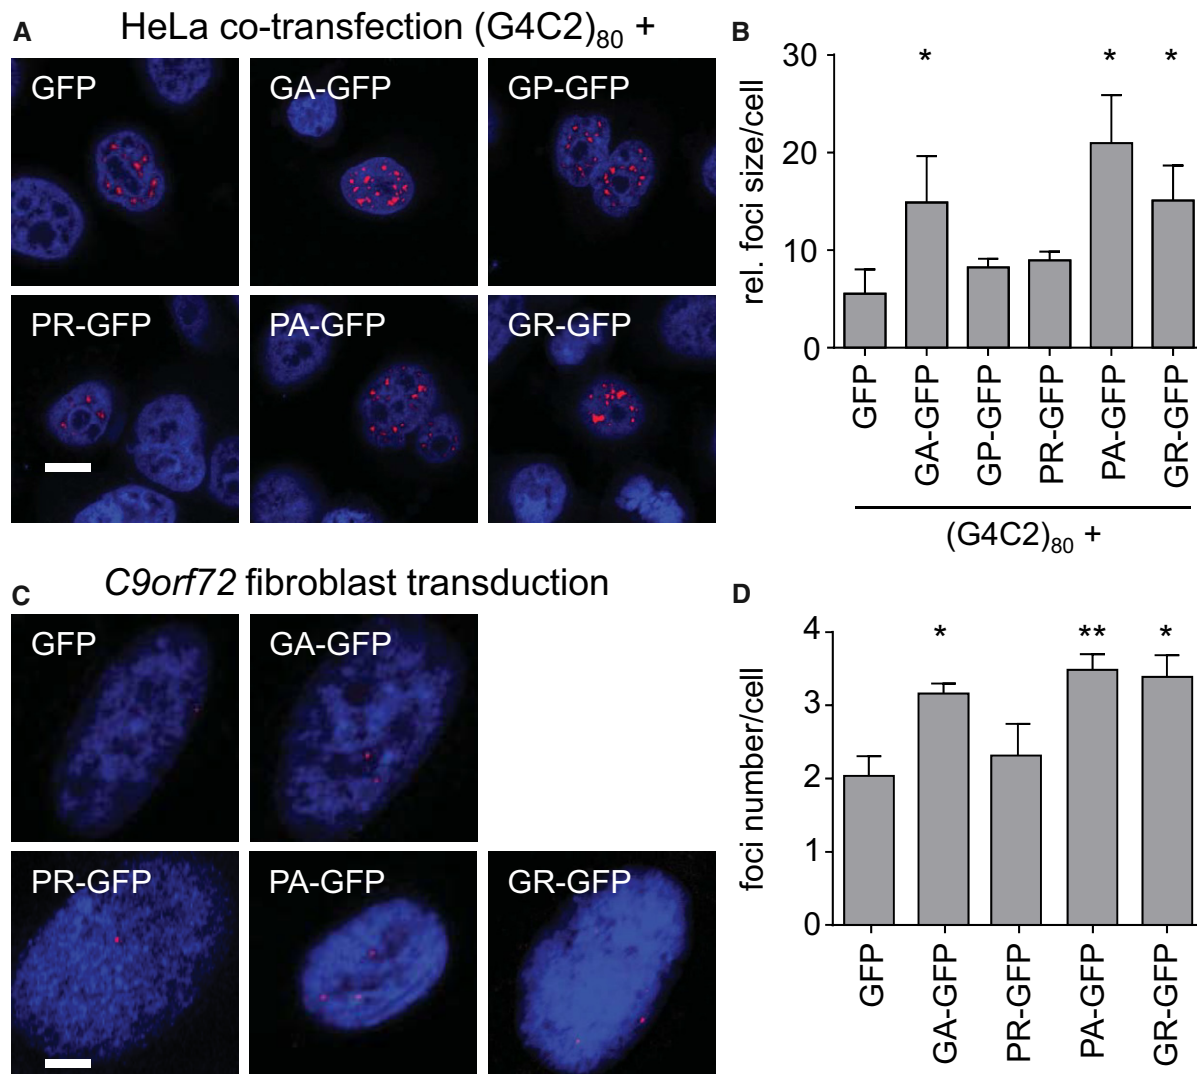 A HeLa co-transfection (G4C2)80 +
GFP GA-GFP GP-GFP
PR-GFP PA-GFP GR-GFP
B
30 * * *
20
10
0
rel. foci size/cell
GFP GA-GFP GP-GFP PR-GFP PA-GFP GR-GFP
(G4C2)80 +
C C9orf72 fibroblast transduction
GFP GA-GFP
PR-GFP PA-GFP GR-GFP
D
4 * ** *
3
2
1
0
foci number/cell
GFP GA-GFP PR-GFP PA-GFP GR-GFP